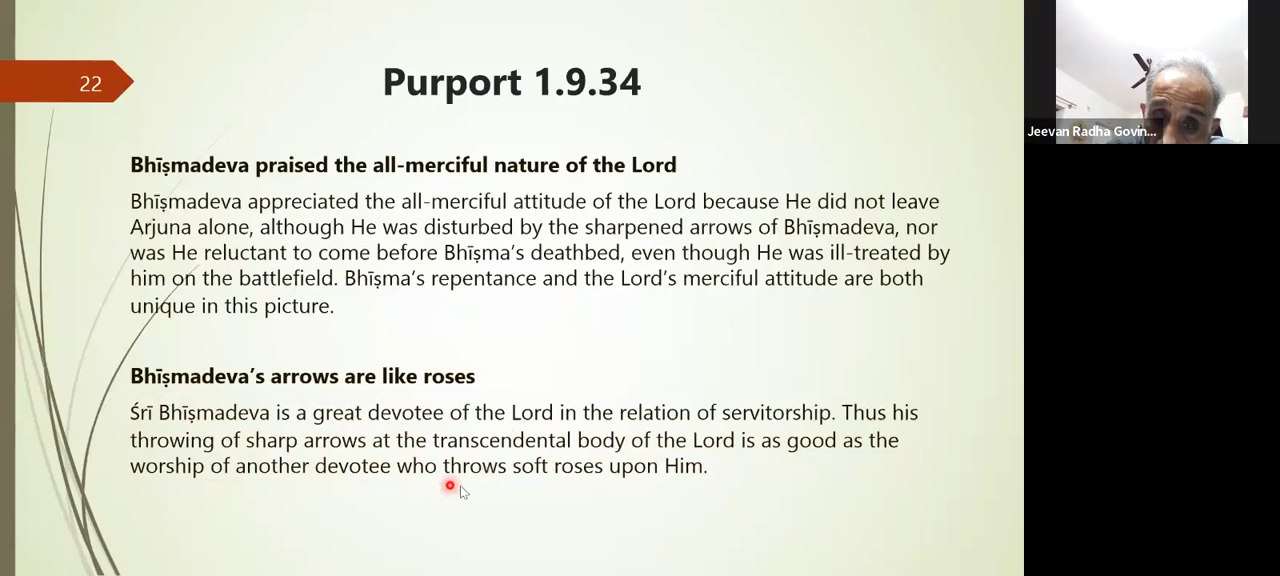 22
Purport 1.9.34
Jeevan Radha Govin...
Bhīṣmadeva praised the all-merciful nature of the Lord
Bhīṣmadeva appreciated the all-merciful attitude of the Lord because He did not leave
Arjuna alone, although He was disturbed by the sharpened arrows of Bhīṣmadeva, nor
was He reluctant to come before Bhīṣma’s deathbed, even though He was ill-treated by
him on the battlefield. Bhīṣma’s repentance and the Lord’s merciful attitude are both
unique in this picture.
Bhīṣmadeva’s arrows are like roses
Śrī Bhīṣmadeva is a great devotee of the Lord in the relation of servitorship. Thus his
throwing of sharp arrows at the transcendental body of the Lord is as good as the
worship of another devotee who throws soft roses upon Him.